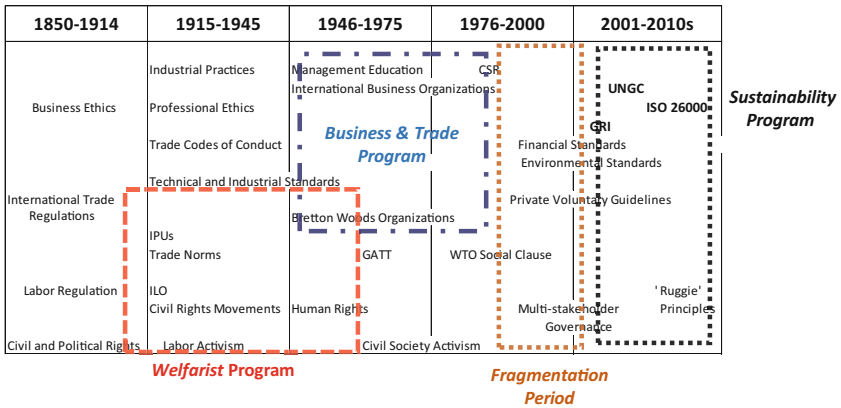 1850-1914 1915-1945 1946-1975 1976-2000 2001-2010s
Industrial Practices Management Education CSR
International Business Organizations UNGC
Business Ethics Professional Ethics ISO 26000
Sustainability
Program
Business & Trade
Program
GRI
Trade Codes of Conduct Financial Standards
Environmental Standards
Technical and Industrial Standards
International Trade
Regulations
Private Voluntary Guidelines
Bretton Woods Organizations
IPUs
Trade Norms GATT WTO Social Clause
Labor Regulation ILO 'Ruggie'
Civil Rights Movements Human Rights Multi-stakeholder Principles
Governance
Civil and Political Rights Labor Activism Civil Society Activism
Welfarist Program
Fragmentation
Period